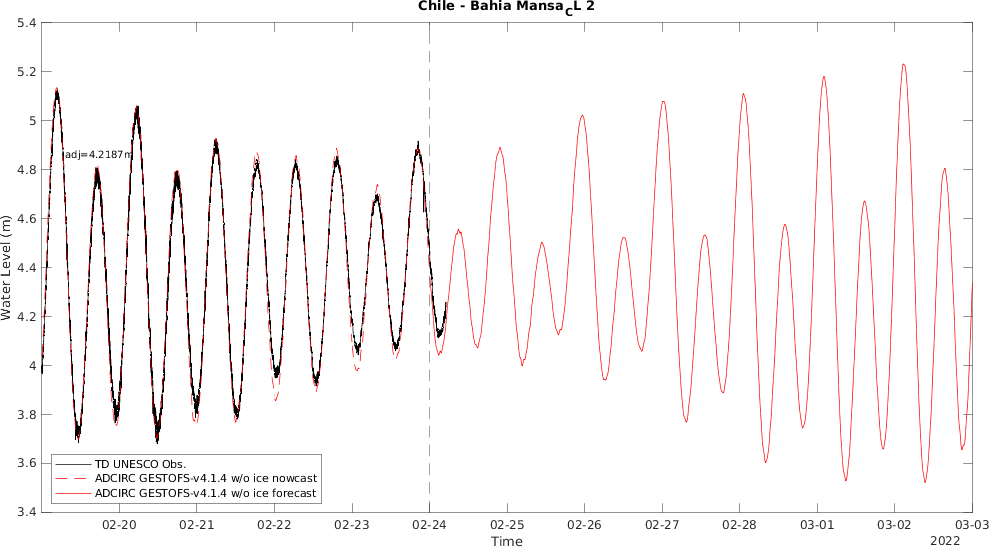 Chile - Bahia Mansa_CL 2
5.4
5.2
5
4.8
4.6
4.4
4.2
4
3.8
3.6
3.4
Water Level (m)
adj=4.2187m
TD UNESCO Obs.
ADCIRC GESTOFS-v4.1.4 w/o ice nowcast
ADCIRC GESTOFS-v4.1.4 w/o ice forecast
02-20 02-21 02-22 02-23 02-24 02-25 02-26 02-27 02-28 03-01 03-02 03-03
Time
2022